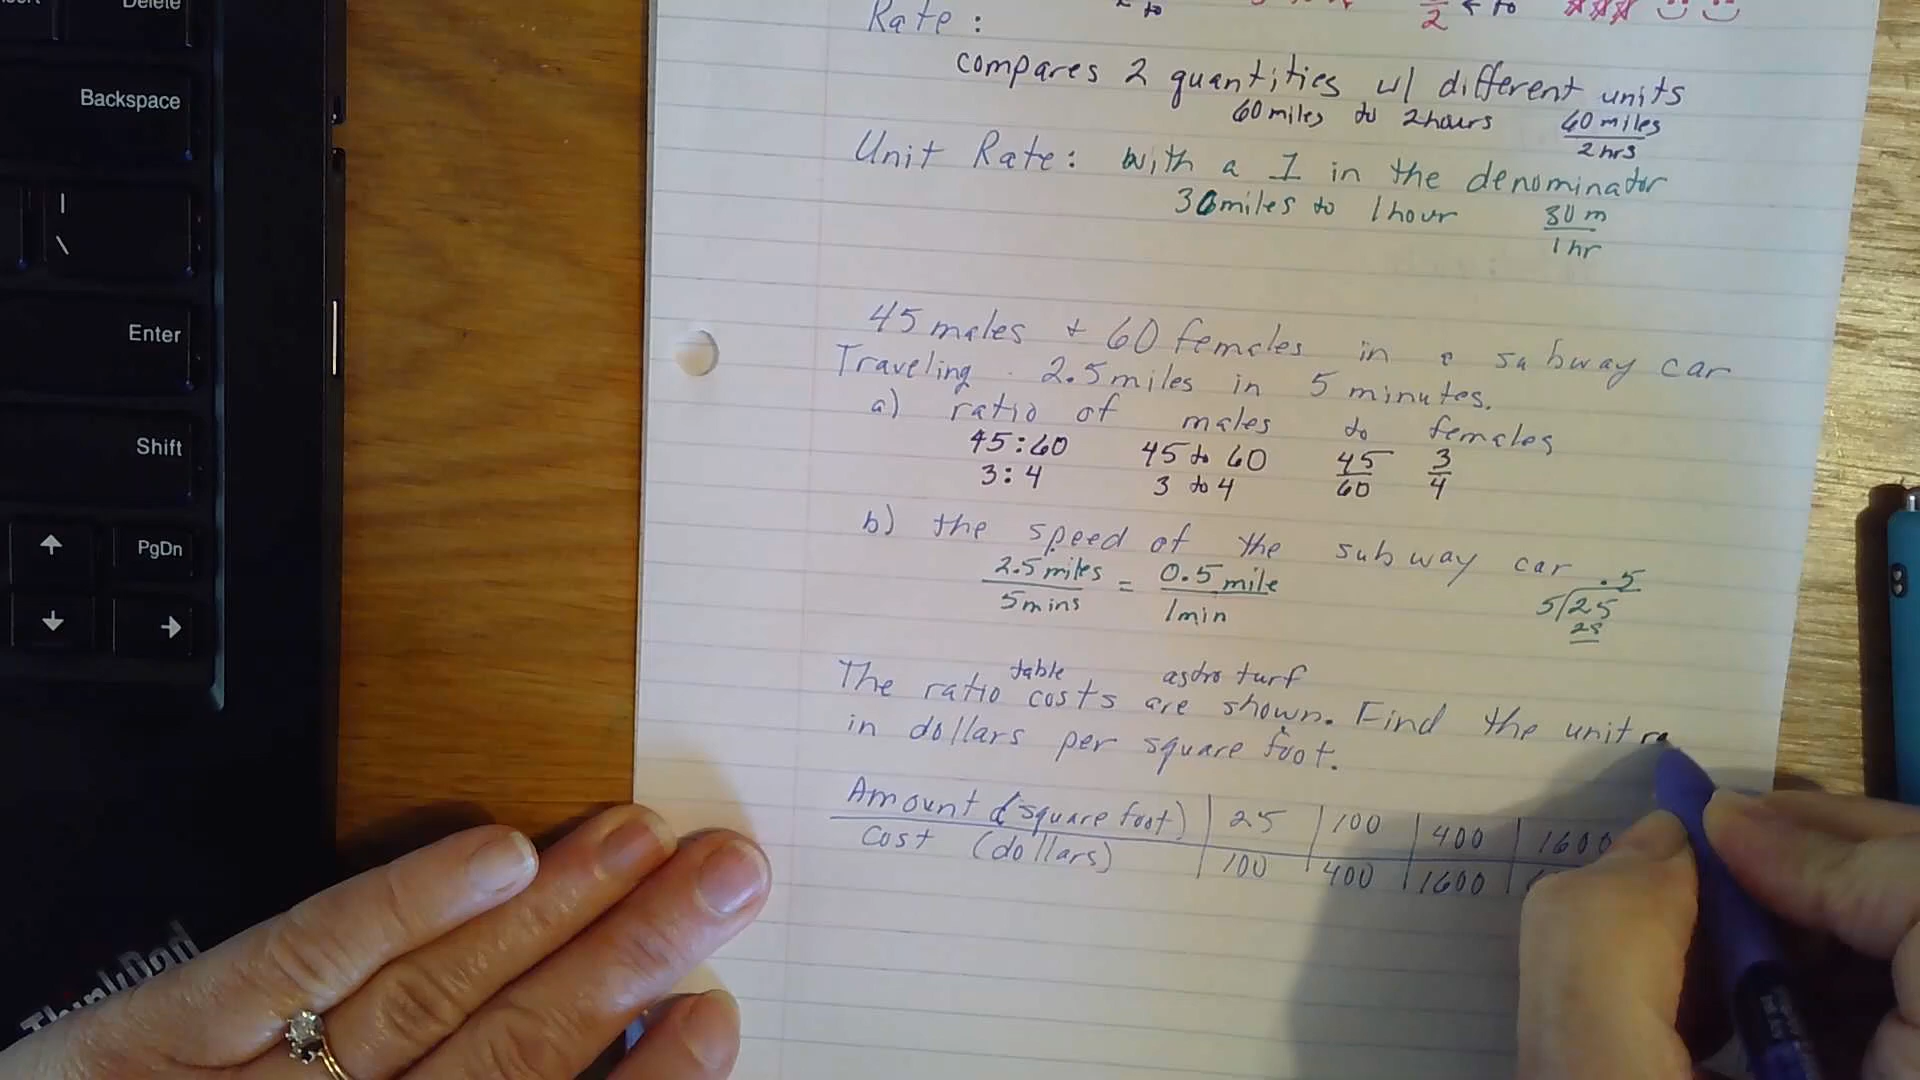 Delete
Backspace
|
\
Enter
Shift
PgDn
ThinkPad
Rate:
to
2
to
compares 2 quantities w/ different units
60 miles to 2 hours 60 miles
2 hrs
Unit Rate: with a 1 in the denominator
30 miles to 1 hour 30 m
1 hr
45 males + 60 females in a subway car
Traveling 2.5 miles in 5 minutes.
a) ratio of males to females
45:60 45 to 60 45 3
3:4 3 to 4 60 4
b) the speed of the subway car
2.5 miles = 0.5 mile
5 mins 1 min
.5
5 25
25
table astro turf
The ratio costs are shown. Find the unit
in dollars per square foot.
Amount (square foot) 25 100 400 1600
Cost (dollars) 100 400 1600